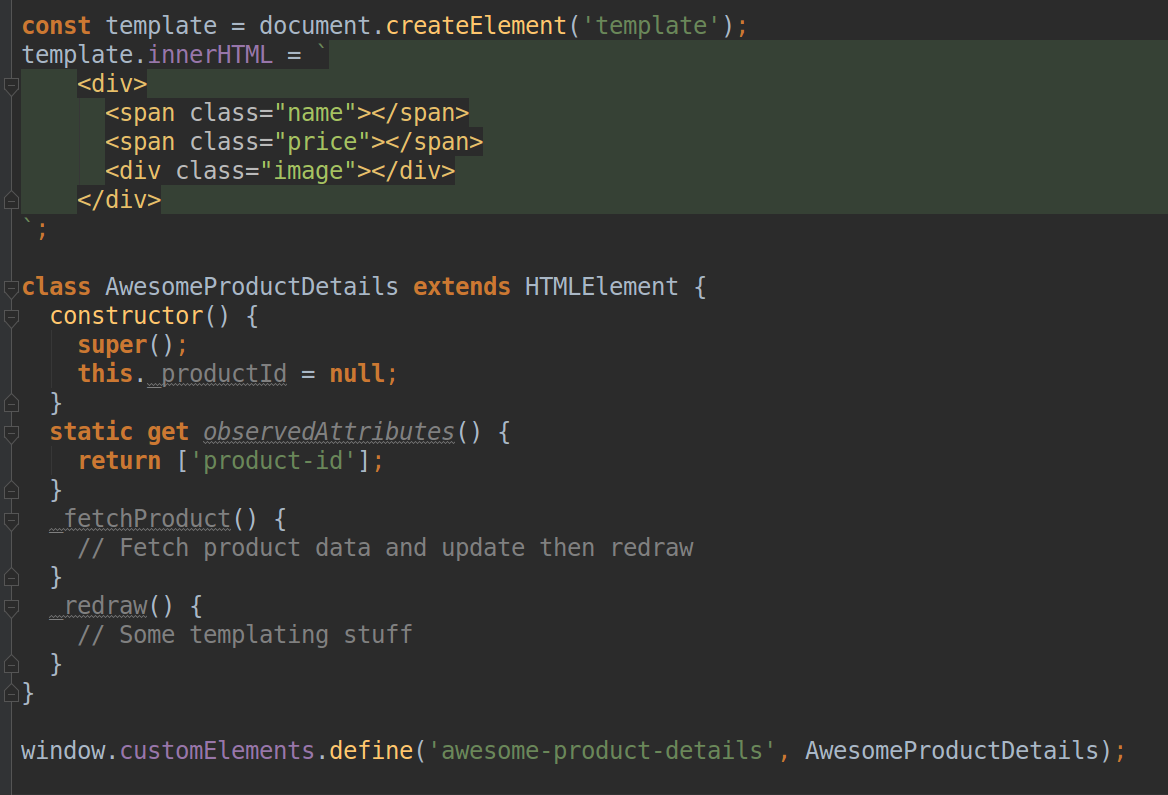 const template = document.createElement('template');
template.innerHTML = `
    <div>
      <span class="name"></span>
      <span class="price"></span>
      <div class="image"></div>
    </div>
`;

class AwesomeProductDetails extends HTMLElement {
  constructor() {
    super();
    this._productId = null;
  }
  static get observedAttributes() {
    return ['product-id'];
  }
  _fetchProduct() {
    // Fetch product data and update then redraw
  }
  _redraw() {
    // Some templating stuff
  }
}

window.customElements.define('awesome-product-details', AwesomeProductDetails);